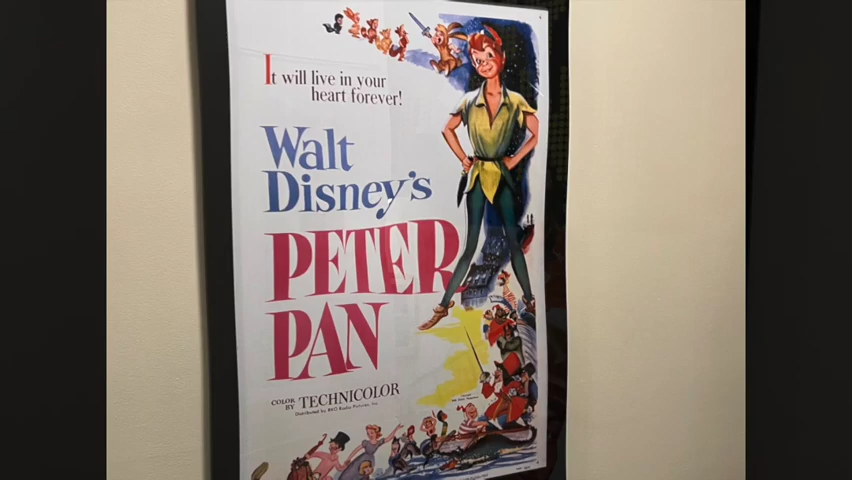 It will live in your
heart forever!
Walt
Disney's
PETER
PAN
COLOR BY TECHNICOLOR
Distributed by RKO Radio Pictures, Inc.